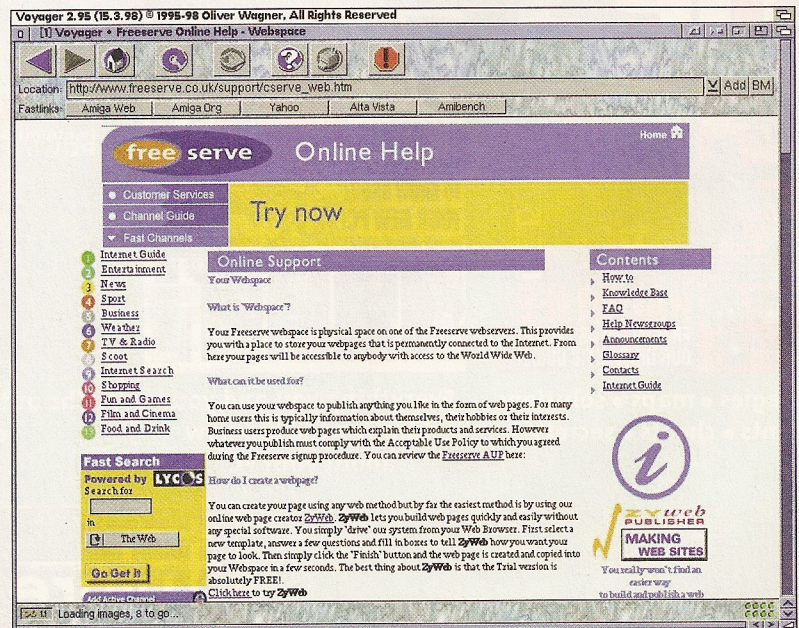 Voyager 2.95 (15.3.98) © 1995-98 Oliver Wagner, All Rights Reserved
[1] Voyager • Freeserve Online Help - Webspace
Location: http://www.freeserve.co.uk/support/cserve_web.htm Add BM
Fastlinks: Amiga Web Amiga Org Yahoo Alta Vista Amibench
Home
free serve Online Help
Customer Services
Channel Guide
Fast Channels
Try now
1 Internet Guide
2 Entertainment
3 News
4 Sport
5 Business
6 Weather
7 TV & Radio
8 Scoot
9 Internet Search
10 Shopping
11 Fun and Games
12 Film and Cinema
13 Food and Drink
Fast Search
Powered by LYCOS
Search for
in
The Web
Go Get It
Add Active Channel
Online Support
Your Webspace
What is 'Webspace'?
Your Freeserve webspace is physical space on one of the Freeserve webservers. This provides
you with a place to store your webpages that is permanently connected to the Internet. From
here your pages will be accessible to anybody with access to the World Wide Web.
What can it be used for?
You can use your webspace to publish anything you like in the form of web pages. For many
home users this is typically information about themselves, their hobbies or their interests.
Business users produce web pages which explain their products and services. However
whatever you publish must comply with the Acceptable Use Policy to which you agreed
during the Freeserve signup procedure. You can review the Freeserve AUP here:
How do I create a webpage?
You can create your page using any web method but by far the easiest method is by using our
online web page creator ZyWeb. ZyWeb lets you build web pages quickly and easily without
any special software. You simply 'drive' our system from your Web Browser. First select a
new template, answer a few questions and fill in boxes to tell ZyWeb how you want your
page to look. Then simply click the "Finish" button and the web page is created and copied into
your Webspace in a few seconds. The best thing about ZyWeb is that the Trial version is
absolutely FREE!.
Click here to try ZyWeb
Contents
How to
Knowledge Base
FAQ
Help Newsgroups
Announcements
Glossary
Contacts
Internet Guide
i
ZYweb
PUBLISHER
MAKING
WEB SITES
You really won't find an
easier way
to build and publish a web
Loading images, 8 to go...